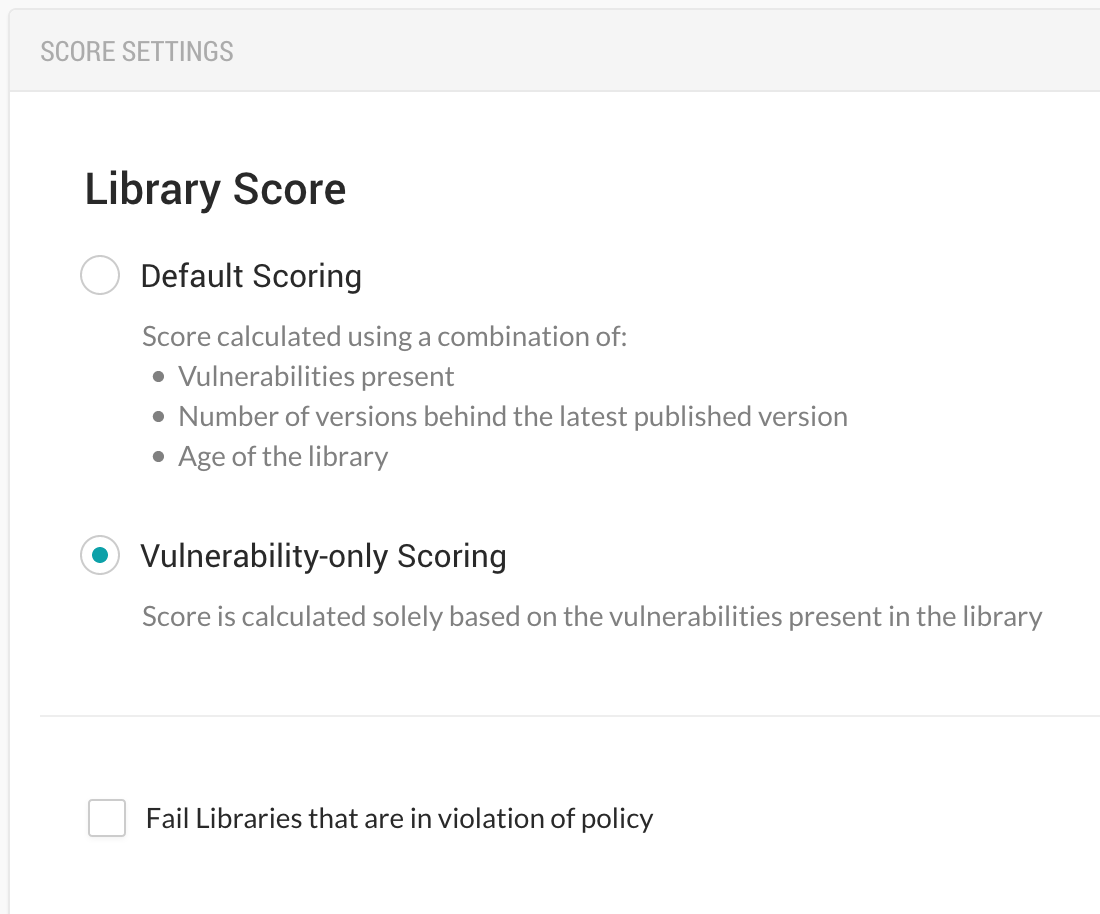 SCORE SETTINGS
Library Score
Default Scoring
Score calculated using a combination of:
• Vulnerabilities present
• Number of versions behind the latest published version
• Age of the library
Vulnerability-only Scoring
Score is calculated solely based on the vulnerabilities present in the library
Fail Libraries that are in violation of policy